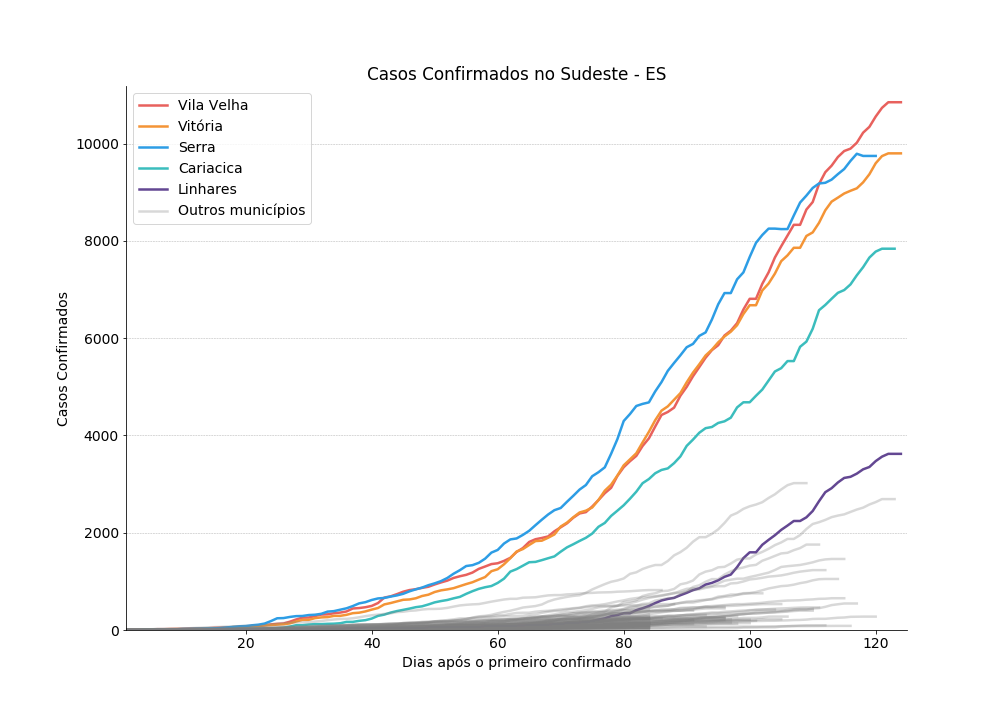 Casos Confirmados no Sudeste - ES
Vila Velha
Vitória
Serra
Cariacica
Linhares
Outros municípios
Casos Confirmados
10000
8000
6000
4000
2000
0
20
40
60
80
100
120
Dias após o primeiro confirmado